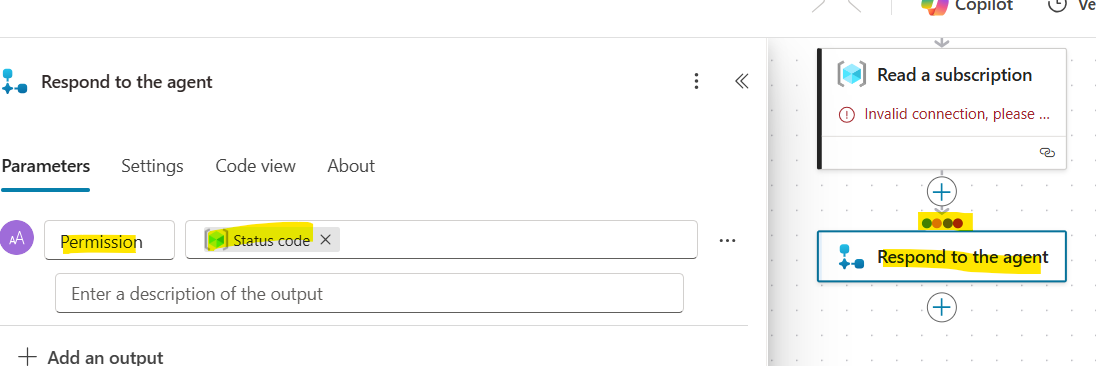 Copilot
Ve
Respond to the agent
Parameters
Settings
Code view
About
AA
Permission
Status code
Enter a description of the output
Add an output
Read a subscription
Invalid connection, please ...
Respond to the agent